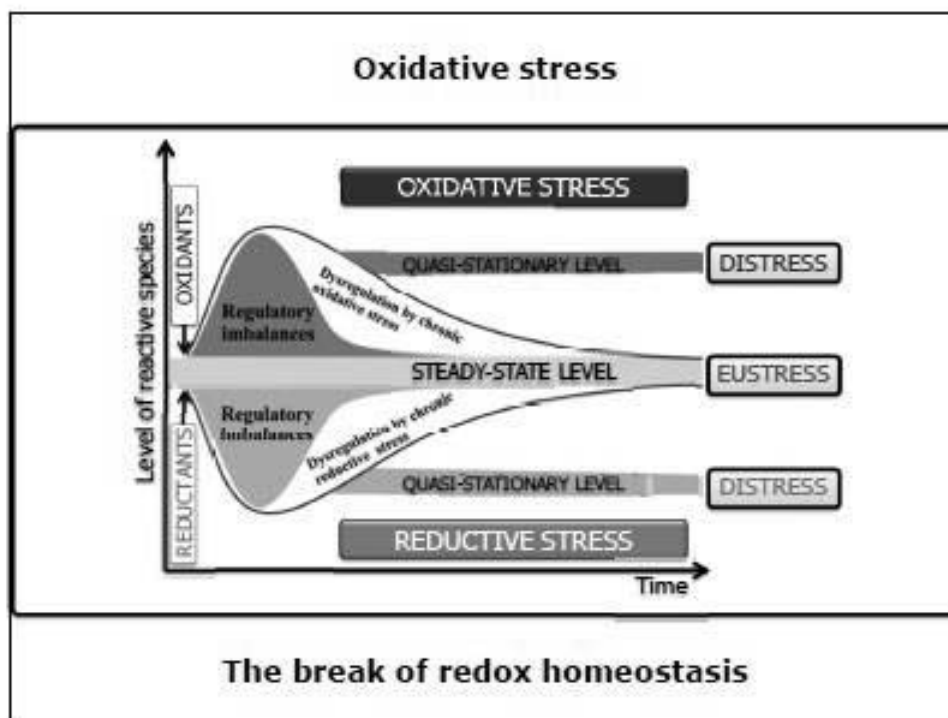 Oxidative stress
OXIDATIVE STRESS
Level of reactive species
OXIDANTS
QUASI-STATIONARY LEVEL
DISTRESS
Dysregulation by chronic
oxidative stress
Regulatory
imbalances
STEADY-STATE LEVEL
EUSTRESS
Regulatory
imbalances
Dysregulation by chronic
reductive stress
REDUCTANTS
QUASI-STATIONARY LEVEL
DISTRESS
REDUCTIVE STRESS
Time
The break of redox homeostasis